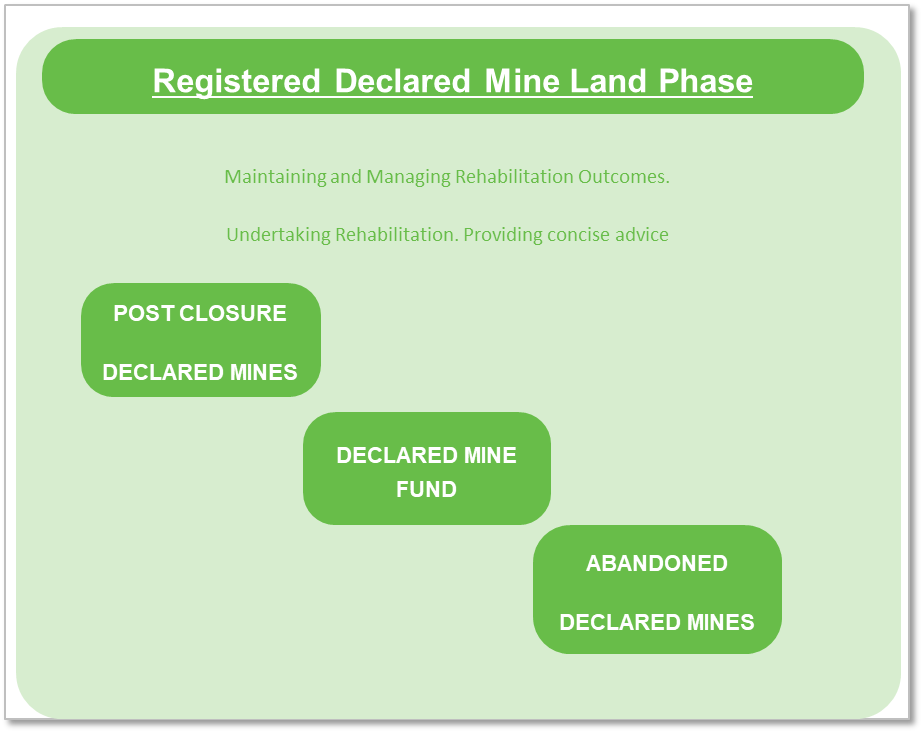 Registered Declared Mine Land Phase
Maintaining and Managing Rehabilitation Outcomes.
Undertaking Rehabilitation. Providing concise advice
POST CLOSURE
DECLARED MINES
DECLARED MINE
FUND
ABANDONED
DECLARED MINES